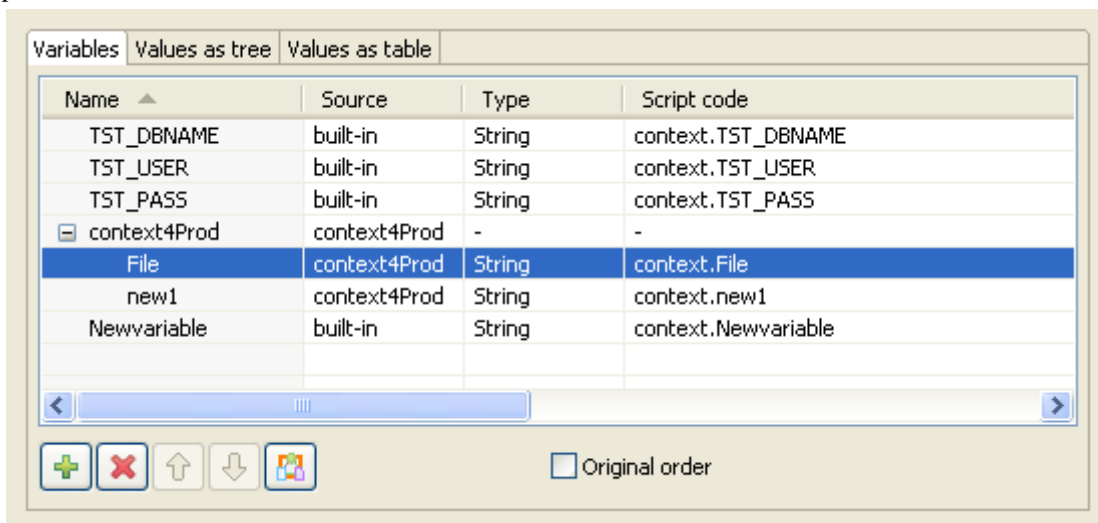 Variables Values as tree Values as table
Name Source Type Script code
TST_DBNAME built-in String context.TST_DBNAME
TST_USER built-in String context.TST_USER
TST_PASS built-in String context.TST_PASS
context4Prod context4Prod - -
File context4Prod String context.File
new1 context4Prod String context.new1
Newvariable built-in String context.Newvariable
Original order